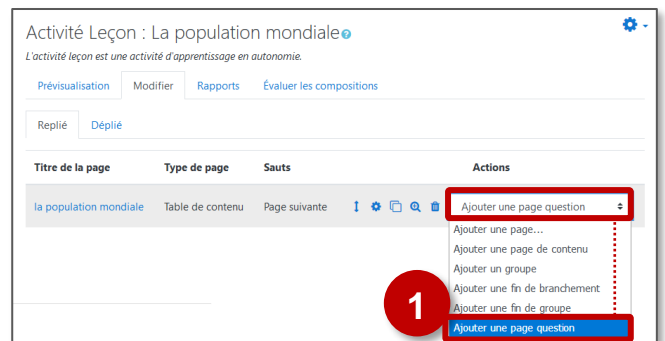 Activité Leçon : La population mondiale
L'activité leçon est une activité d'apprentissage en autonomie.
Prévisualisation Modifier Rapports Évaluer les compositions
Replié Déplié
Titre de la page Type de page Sauts Actions
la population mondiale Table de contenu Page suivante Ajouter une page question
Ajouter une page...
Ajouter une page de contenu
Ajouter un groupe
Ajouter une fin de branchement
Ajouter une fin de groupe
1 Ajouter une page question